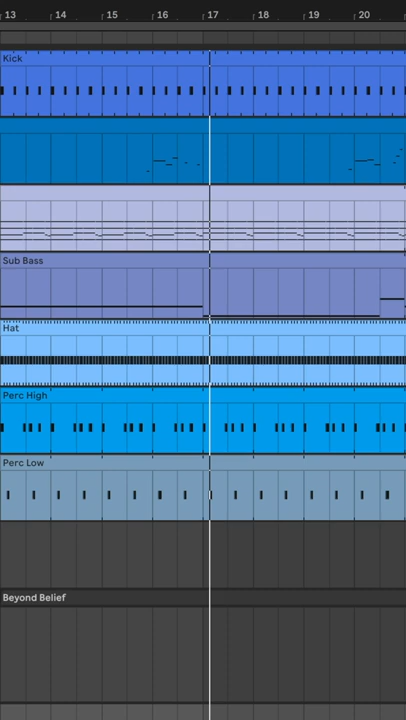 13 14 15 16 17 18 19 20
Kick
Sub Bass
Hat
Perc High
Perc Low
Beyond Belief